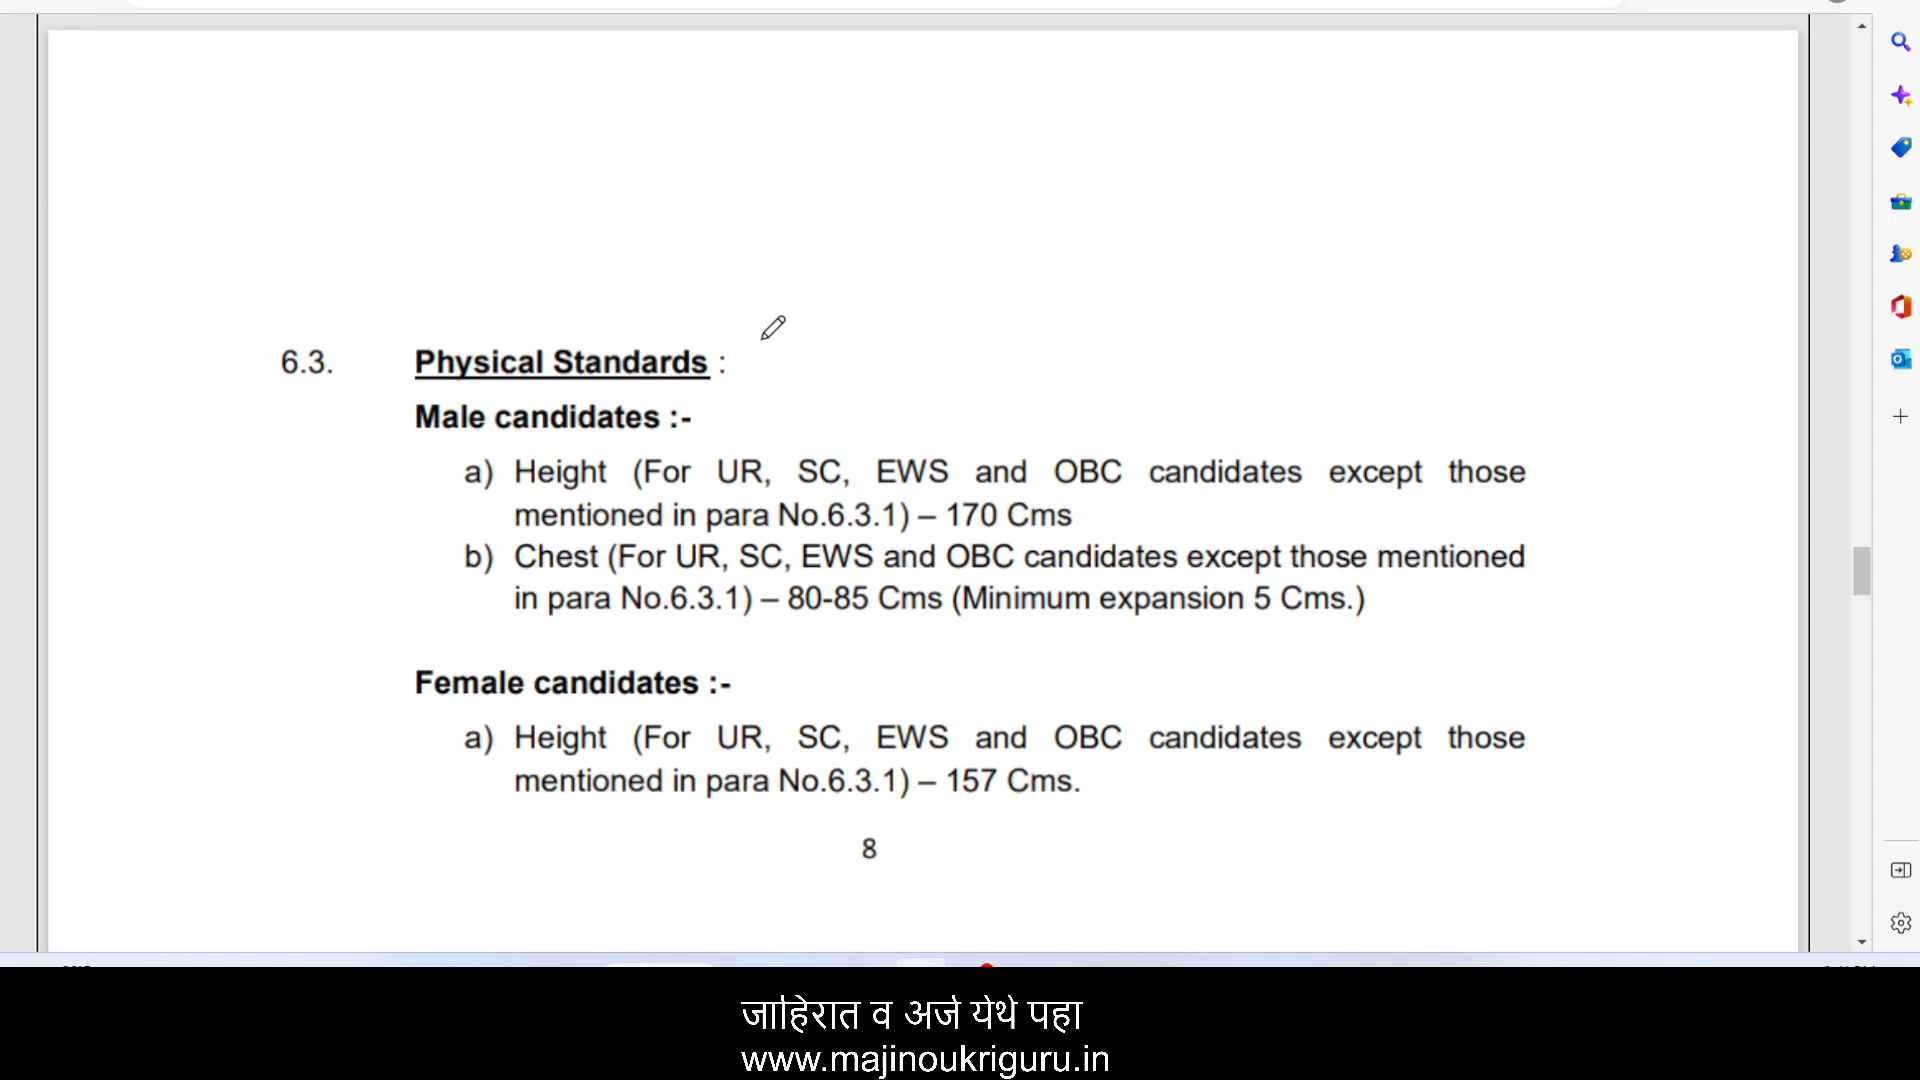 6.3. Physical Standards :
Male candidates :-
a) Height (For UR, SC, EWS and OBC candidates except those
mentioned in para No.6.3.1) – 170 Cms
b) Chest (For UR, SC, EWS and OBC candidates except those mentioned
in para No.6.3.1) – 80-85 Cms (Minimum expansion 5 Cms.)
Female candidates :-
a) Height (For UR, SC, EWS and OBC candidates except those
mentioned in para No.6.3.1) – 157 Cms.
8
जाहिरात व अर्ज येथे पहा
www.majinoukriguru.in